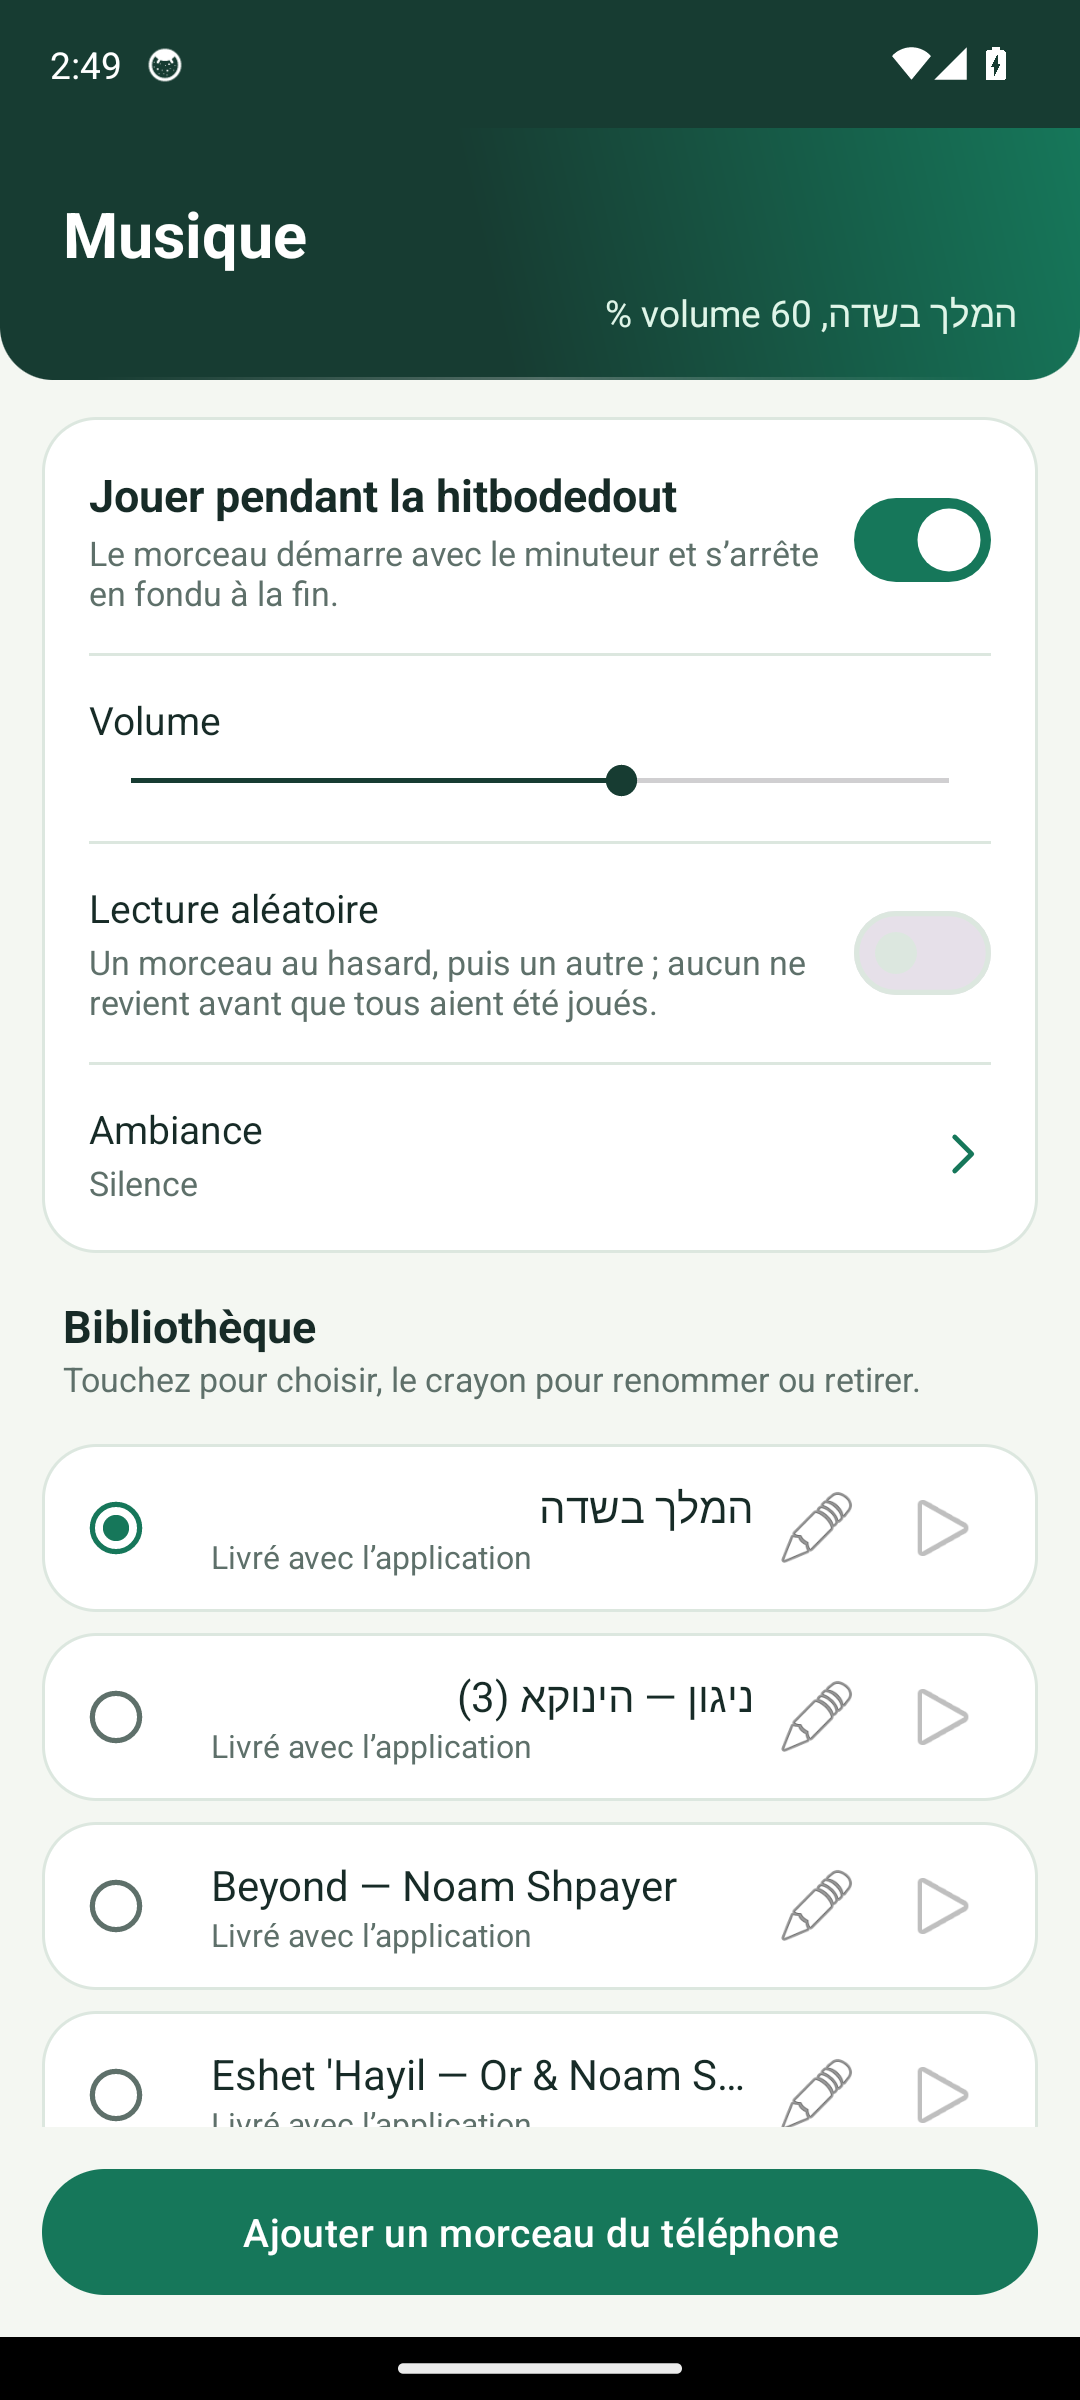 2:49
Musique
המלך בשדה, volume 60 %
Jouer pendant la hitbodedout
Le morceau démarre avec le minuteur et s’arrête
en fondu à la fin.
Volume
Lecture aléatoire
Un morceau au hasard, puis un autre ; aucun ne
revient avant que tous aient été joués.
Ambiance
Silence
Bibliothèque
Touchez pour choisir, le crayon pour renommer ou retirer.
המלך בשדה
Livré avec l’application
ניגון — הינוקא (3)
Livré avec l’application
Beyond — Noam Shpayer
Livré avec l’application
Eshet 'Hayil — Or & Noam S…
Livré avec l’application
Ajouter un morceau du téléphone